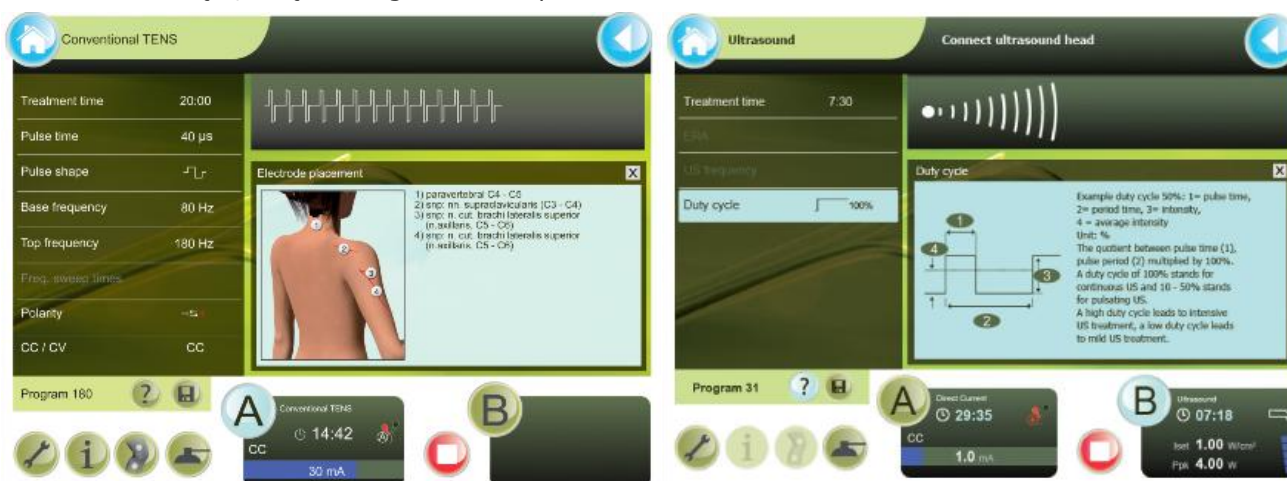 Conventional TENS
Treatment time 20:00
Pulse time 40 µs
Pulse shape
Base frequency 80 Hz
Top frequency 180 Hz
Freq. sweep times
Polarity
CC / CV CC
Electrode placement X
1) paravertebral C4 - C5
2) snp: nn. supraclavicularis (C3 - C4)
3) snp: n. cut. brachi lateralis superior
(n.axillaris, C5 - C6)
4) snp: n. cut. brachi lateralis superior
(n.axillaris, C5 - C6)
1
2
3
4
Program 180 ?
A
Conventional TENS
14:42
CC
30 mA
B
i
Ultrasound
Connect ultrasound head
Treatment time 7:30
ERA
US frequency
Duty cycle 100%
Duty cycle X
1
4
3
2
Example duty cycle 50%: 1= pulse time,
2= period time, 3= intensity,
4 = average intensity
Unit: %
The quotient between pulse time (1),
pulse period (2) multiplied by 100%.
A duty cycle of 100% stands for
continuous US and 10 - 50% stands
for pulsating US.
A high duty cycle leads to intensive
US treatment, a low duty cycle leads
to mild US treatment.
Program 31 ?
A
Direct Current
29:35
CC
1.0 mA
B
Ultrasound
07:18
Iset 1.00 W/cm²
Ppk 4.00 W
i